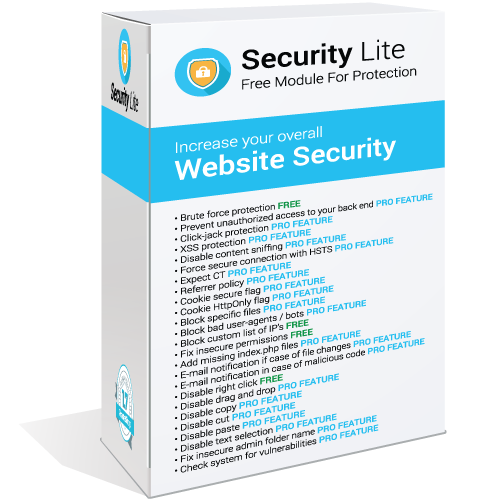 Security Lite
Security Lite
Free Module For Protection
Increase your overall
Website Security
• Brute force protection FREE
• Prevent unauthorized access to your back end PRO FEATURE
• Click-jack protection PRO FEATURE
• XSS protection PRO FEATURE
• Disable content sniffing PRO FEATURE
• Force secure connection with HSTS PRO FEATURE
• Expect CT PRO FEATURE
• Referrer policy PRO FEATURE
• Cookie secure flag PRO FEATURE
• Cookie HttpOnly flag PRO FEATURE
• Block specific files PRO FEATURE
• Block bad user-agents / bots PRO FEATURE
• Block custom list of IP's FREE
• Fix insecure permissions FREE
• Add missing index.php files PRO FEATURE
• E-mail notification if case of file changes PRO FEATURE
• E-mail notification in case of malicious code PRO FEATURE
• Disable right click FREE
• Disable drag and drop PRO FEATURE
• Disable copy PRO FEATURE
• Disable cut PRO FEATURE
• Disable paste PRO FEATURE
• Disable text selection PRO FEATURE
• Fix insecure admin folder name PRO FEATURE
• Check system for vulnerabilities PRO FEATURE